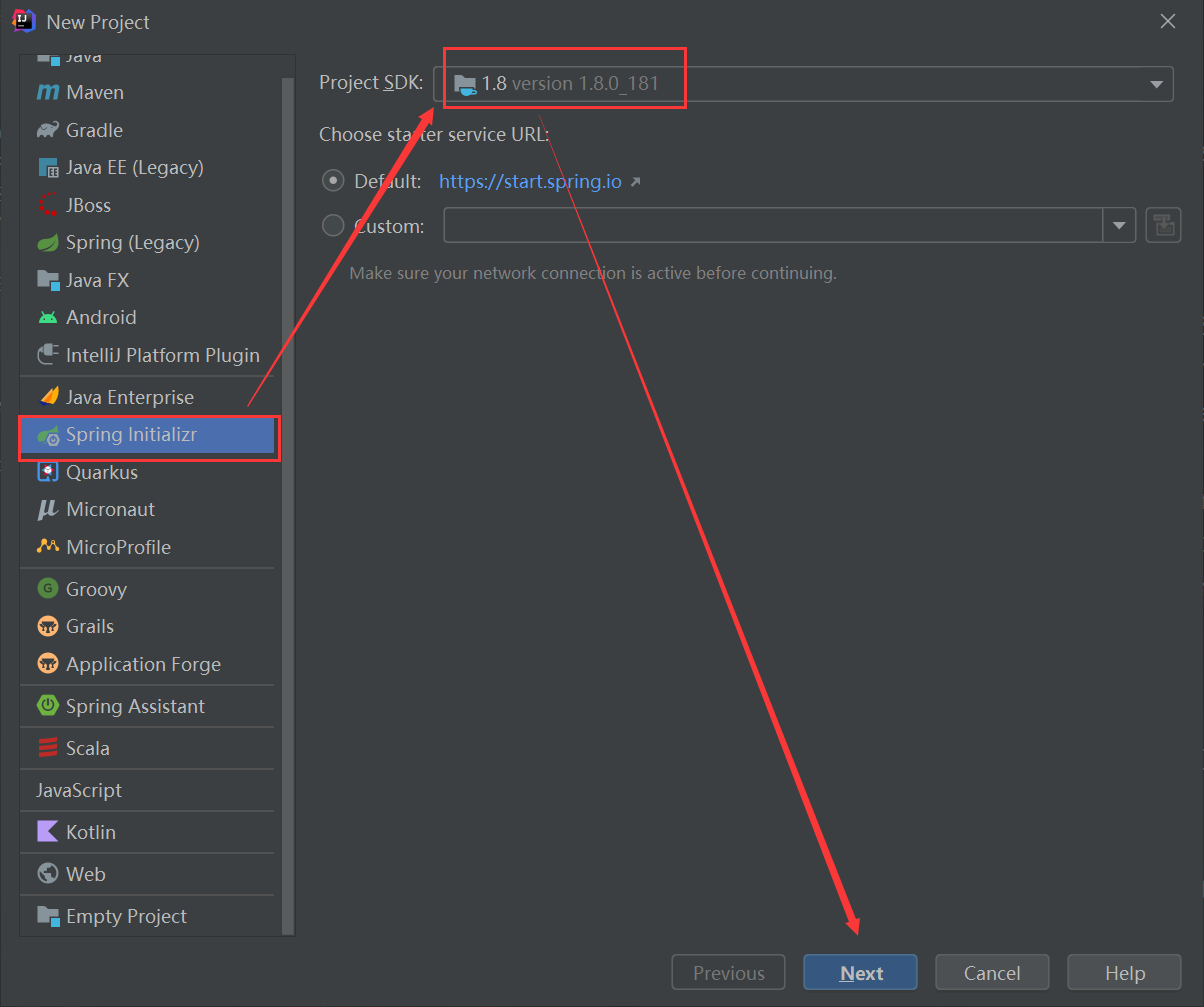 New Project
Java
Maven
Gradle
Java EE (Legacy)
JBoss
Spring (Legacy)
Java FX
Android
IntelliJ Platform Plugin
Java Enterprise
Spring Initializr
Quarkus
Micronaut
MicroProfile
Groovy
Grails
Application Forge
Spring Assistant
Scala
JavaScript
Kotlin
Web
Empty Project
Project SDK: 1.8 version 1.8.0_181
Choose starter service URL:
Default: https://start.spring.io
Custom:
Make sure your network connection is active before continuing.
Previous Next Cancel Help